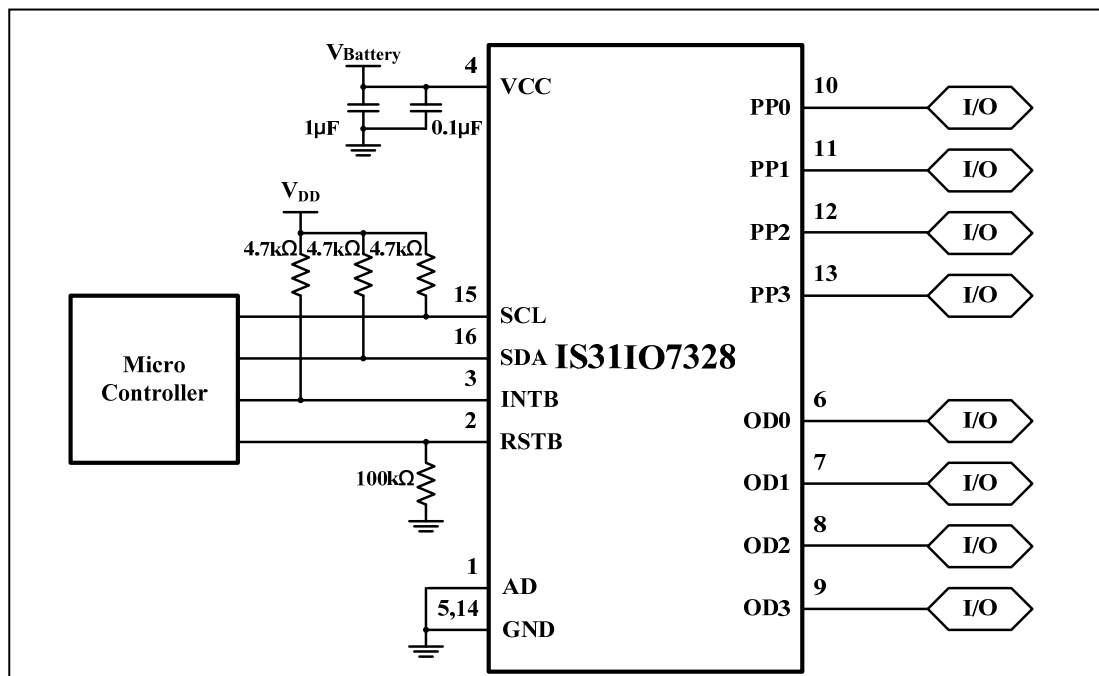 VBattery
4
VCC
1µF
0.1µF
VDD
4.7kΩ 4.7kΩ 4.7kΩ
15
SCL
16
SDA
3
INTB
2
RSTB
100kΩ
1
AD
5,14
GND
Micro
Controller
IS31IO7328
10
PP0
I/O
11
PP1
I/O
12
PP2
I/O
13
PP3
I/O
6
OD0
I/O
7
OD1
I/O
8
OD2
I/O
9
OD3
I/O